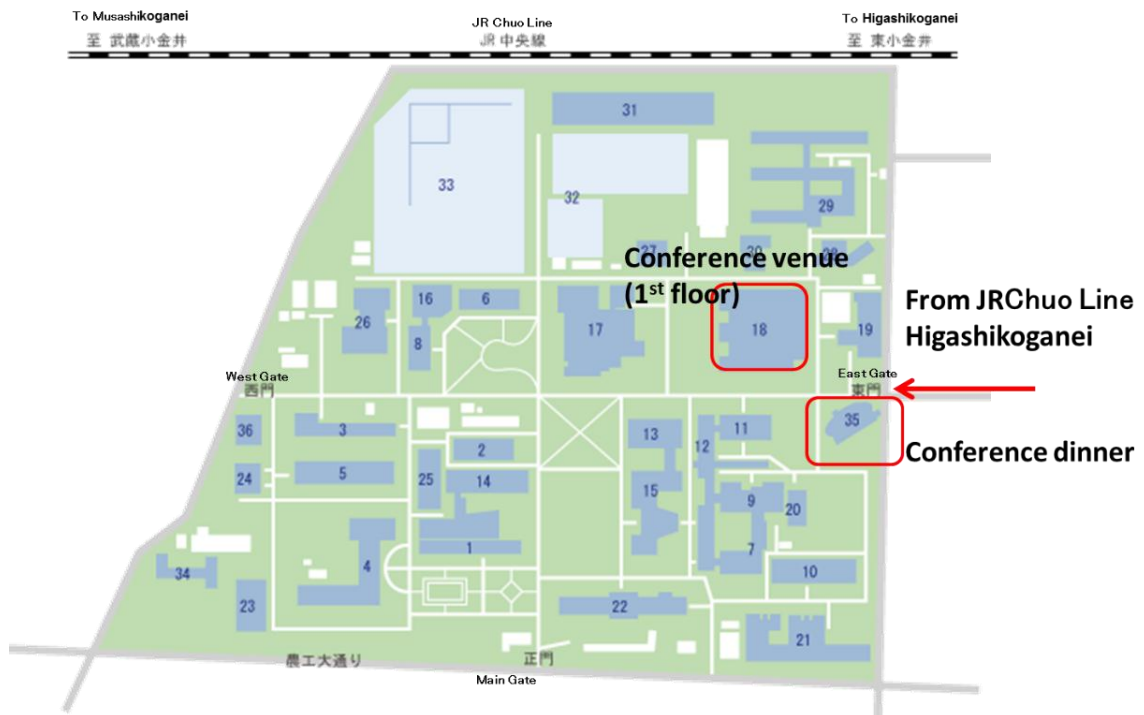 To Musashikoganei
JR Chuo Line
To Higashikoganei
至 武蔵小金井
JR 中央線
至 東小金井
31
33
32
29
27
30
28
Conference venue
(1st floor)
16
6
26
8
17
18
19
From JRChuo Line
Higashikoganei
West Gate
西門
East Gate
東門
36
3
2
13
12
11
35
Conference dinner
24
5
25
14
15
9
20
1
4
7
10
34
23
22
21
農工大通り
正門
Main Gate